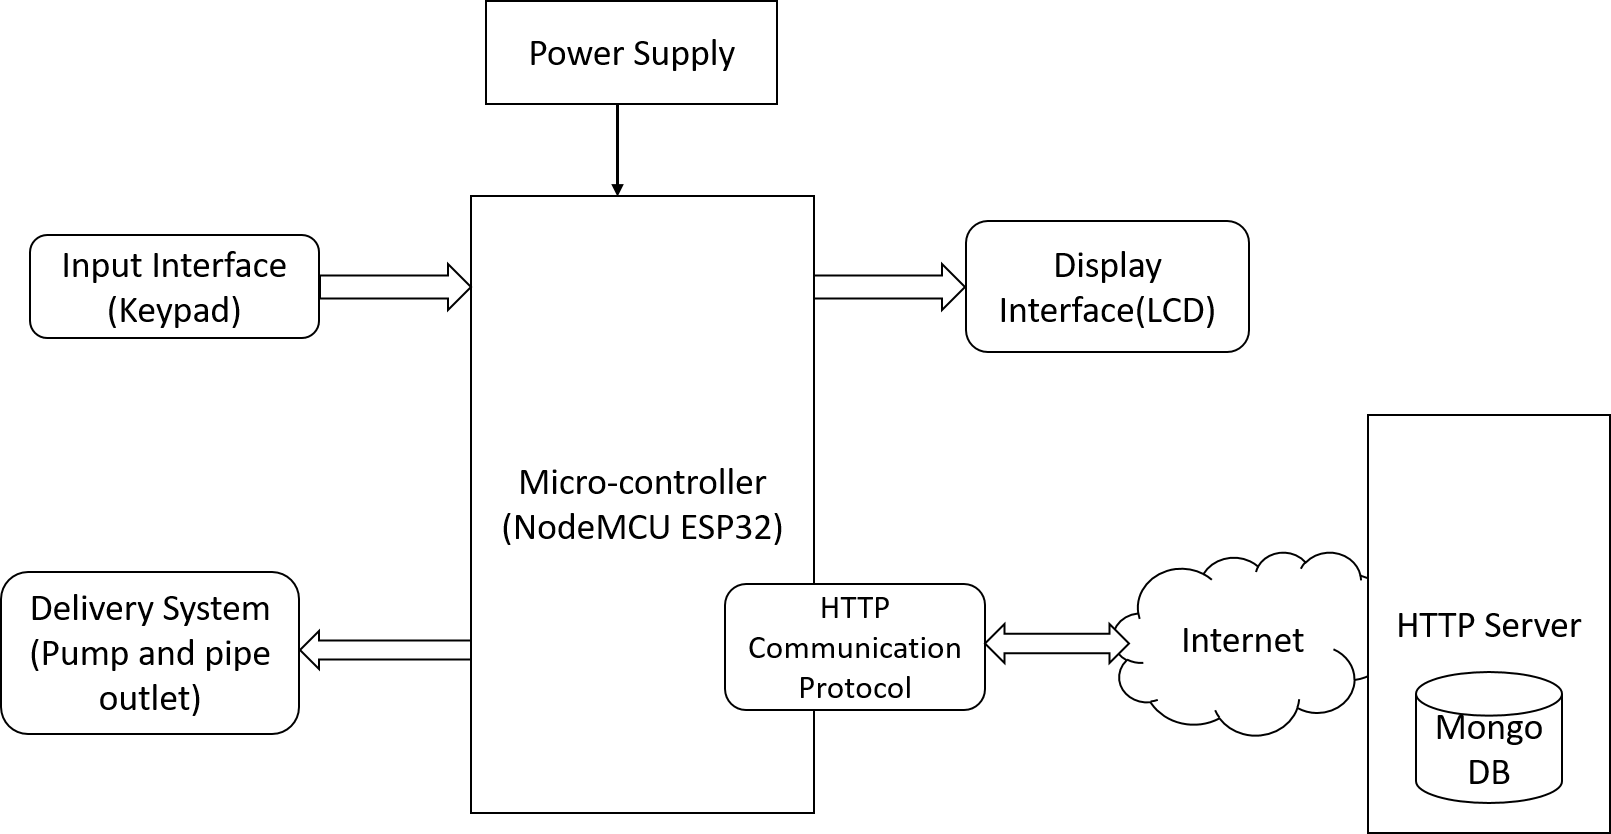 Power Supply
Input Interface
(Keypad)
Display
Interface(LCD)
Micro-controller
(NodeMCU ESP32)
Delivery System
(Pump and pipe
outlet)
HTTP
Communication
Protocol
Internet
HTTP Server
Mongo
DB